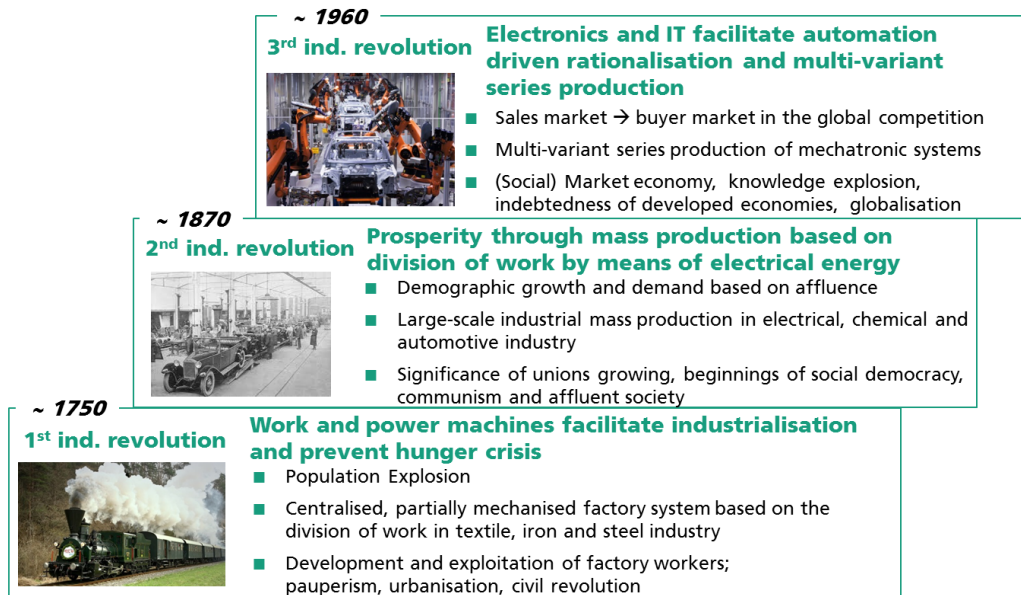 ~ 1960
3rd ind. revolution
Electronics and IT facilitate automation
driven rationalisation and multi-variant
series production
■ Sales market → buyer market in the global competition
■ Multi-variant series production of mechatronic systems
■ (Social) Market economy, knowledge explosion,
indebtedness of developed economies, globalisation
~ 1870
2nd ind. revolution
Prosperity through mass production based on
division of work by means of electrical energy
■ Demographic growth and demand based on affluence
■ Large-scale industrial mass production in electrical, chemical and
automotive industry
■ Significance of unions growing, beginnings of social democracy,
communism and affluent society
~ 1750
1st ind. revolution
Work and power machines facilitate industrialisation
and prevent hunger crisis
■ Population Explosion
■ Centralised, partially mechanised factory system based on the
division of work in textile, iron and steel industry
■ Development and exploitation of factory workers;
pauperism, urbanisation, civil revolution